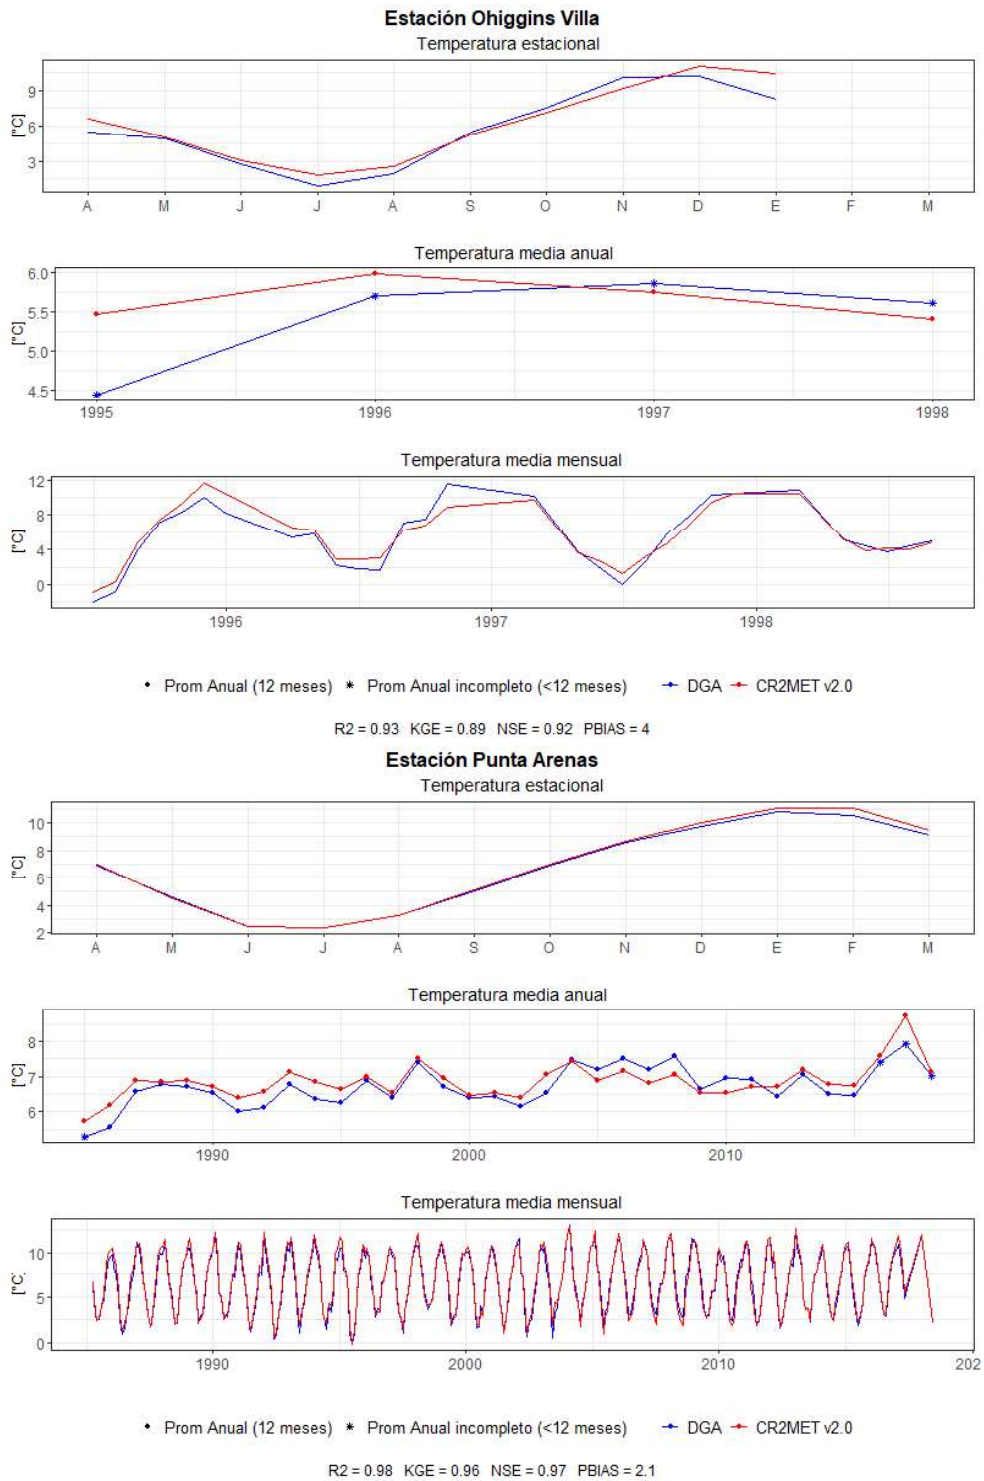 Estación Ohiggins Villa
Temperatura estacional
9
6
3
[°C]
A M J J A S O N D E F M
Temperatura media anual
6.0
5.5
5.0
4.5
[°C]
1995 1996 1997 1998
Temperatura media mensual
12
8
4
0
[°C]
1996 1997 1998
Prom Anual (12 meses) Prom Anual incompleto (<12 meses) DGA CR2MET v2.0
R2 = 0.93 KGE = 0.89 NSE = 0.92 PBIAS = 4
Estación Punta Arenas
Temperatura estacional
10
8
6
4
2
[°C]
A M J J A S O N D E F M
Temperatura media anual
8
7
6
[°C]
1990 2000 2010
Temperatura media mensual
10
5
0
[°C]
1990 2000 2010 202
Prom Anual (12 meses) Prom Anual incompleto (<12 meses) DGA CR2MET v2.0
R2 = 0.98 KGE = 0.96 NSE = 0.97 PBIAS = 2.1